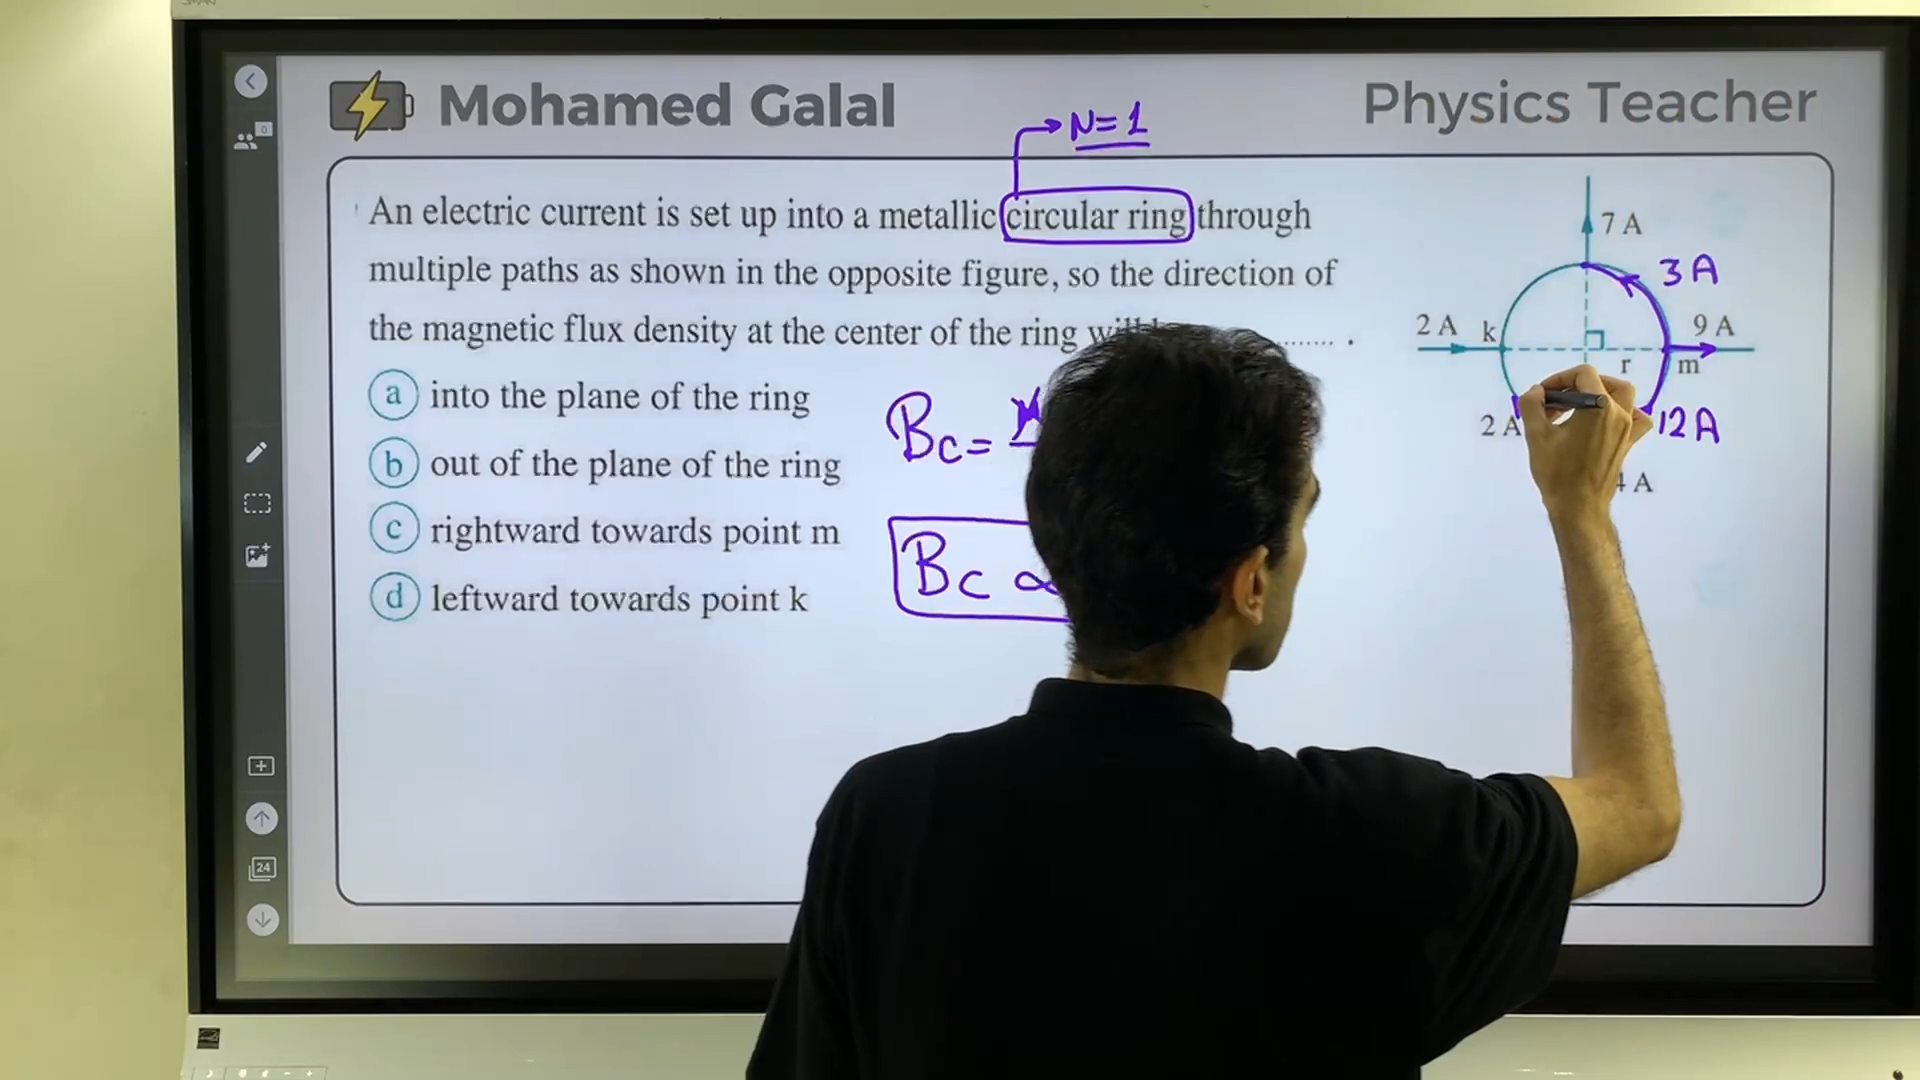 Mohamed Galal
Physics Teacher
N=1
An electric current is set up into a metallic circular ring through
multiple paths as shown in the opposite figure, so the direction of
the magnetic flux density at the center of the ring will .......... .
a into the plane of the ring
b out of the plane of the ring
c rightward towards point m
d leftward towards point k
Bc =
Bc ∝
7 A
3 A
2 A k
9 A
r m
2 A
12 A
A
24
0